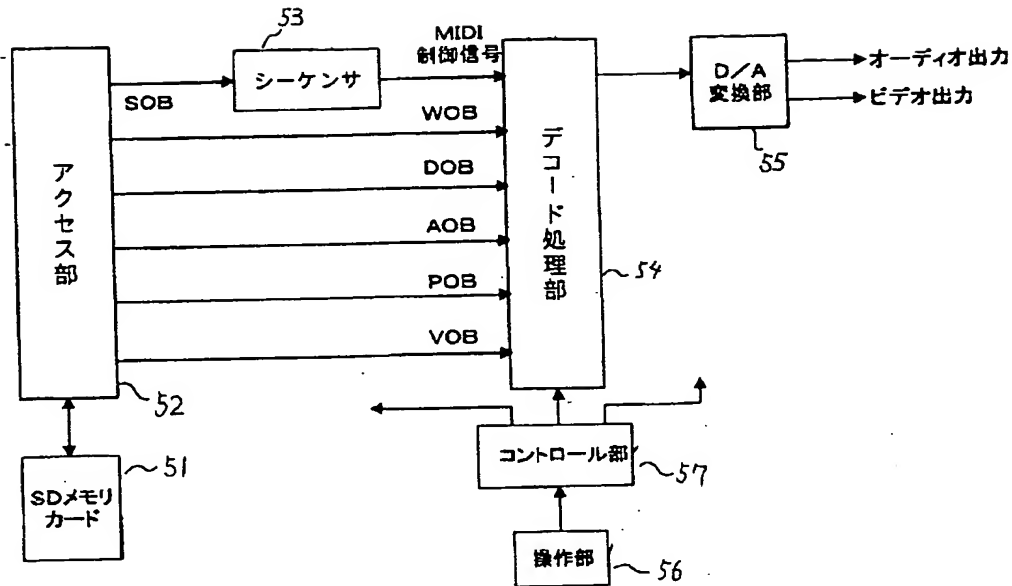 53
シーケンサ
MIDI
制御信号
SOB
WOB
DOB
AOB
POB
VOB
アクセス部
52
SDメモリ
カード
51
デコード処理部
54
D/A
変換部
55
オーディオ出力
ビデオ出力
コントロール部
57
操作部
56